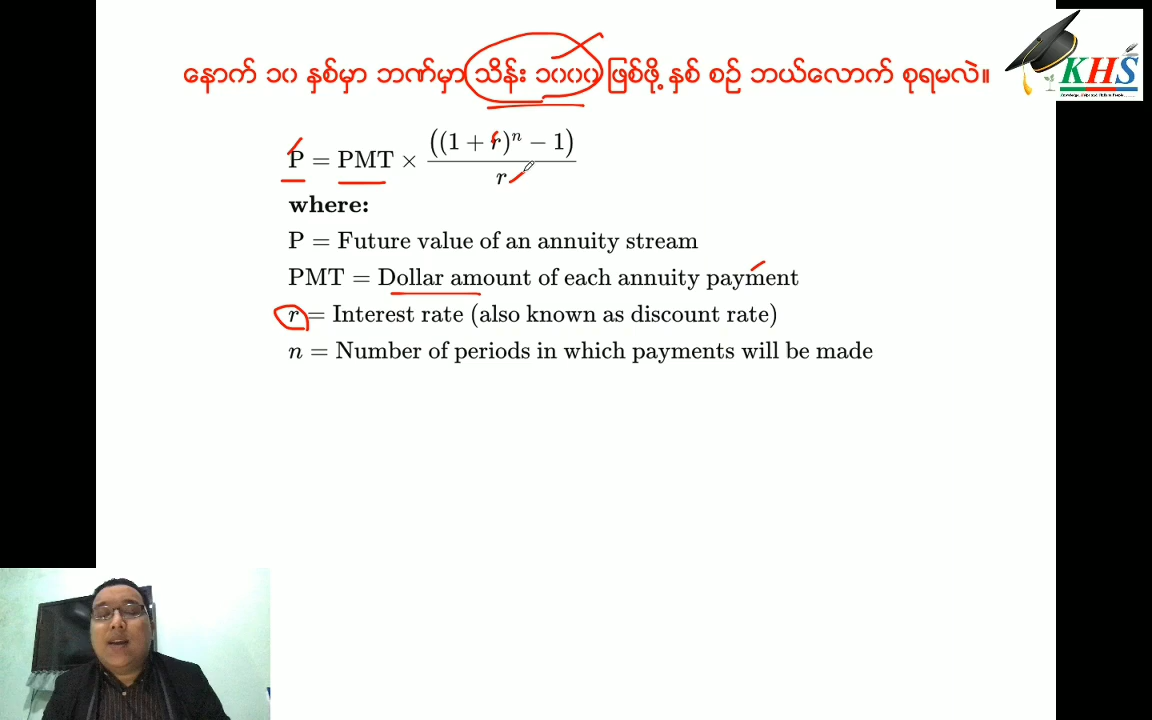 နောက် ၁၀ နှစ်မှာ ဘဏ်မှာ သိန်း ၁၀၀၀ ဖြစ်ဖို့ နှစ် စဉ် ဘယ်လောက် စုရမလဲ။
KHS
P = PMT × ((1 + r)^n − 1) / r
where:
P = Future value of an annuity stream
PMT = Dollar amount of each annuity payment
r = Interest rate (also known as discount rate)
n = Number of periods in which payments will be made